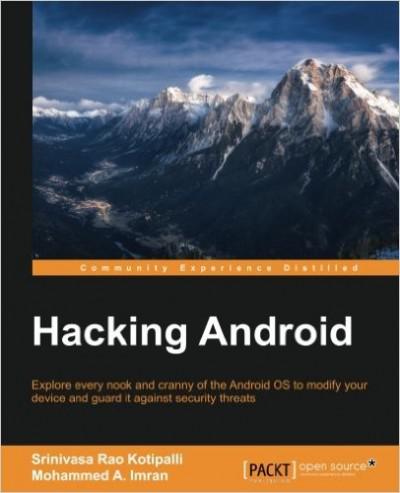 Community Experience Distilled
Hacking Android
Explore every nook and cranny of the Android OS to modify your
device and guard it against security threats
Srinivasa Rao Kotipalli
Mohammed A. Imran
[PACKT] open source*
PUBLISHING